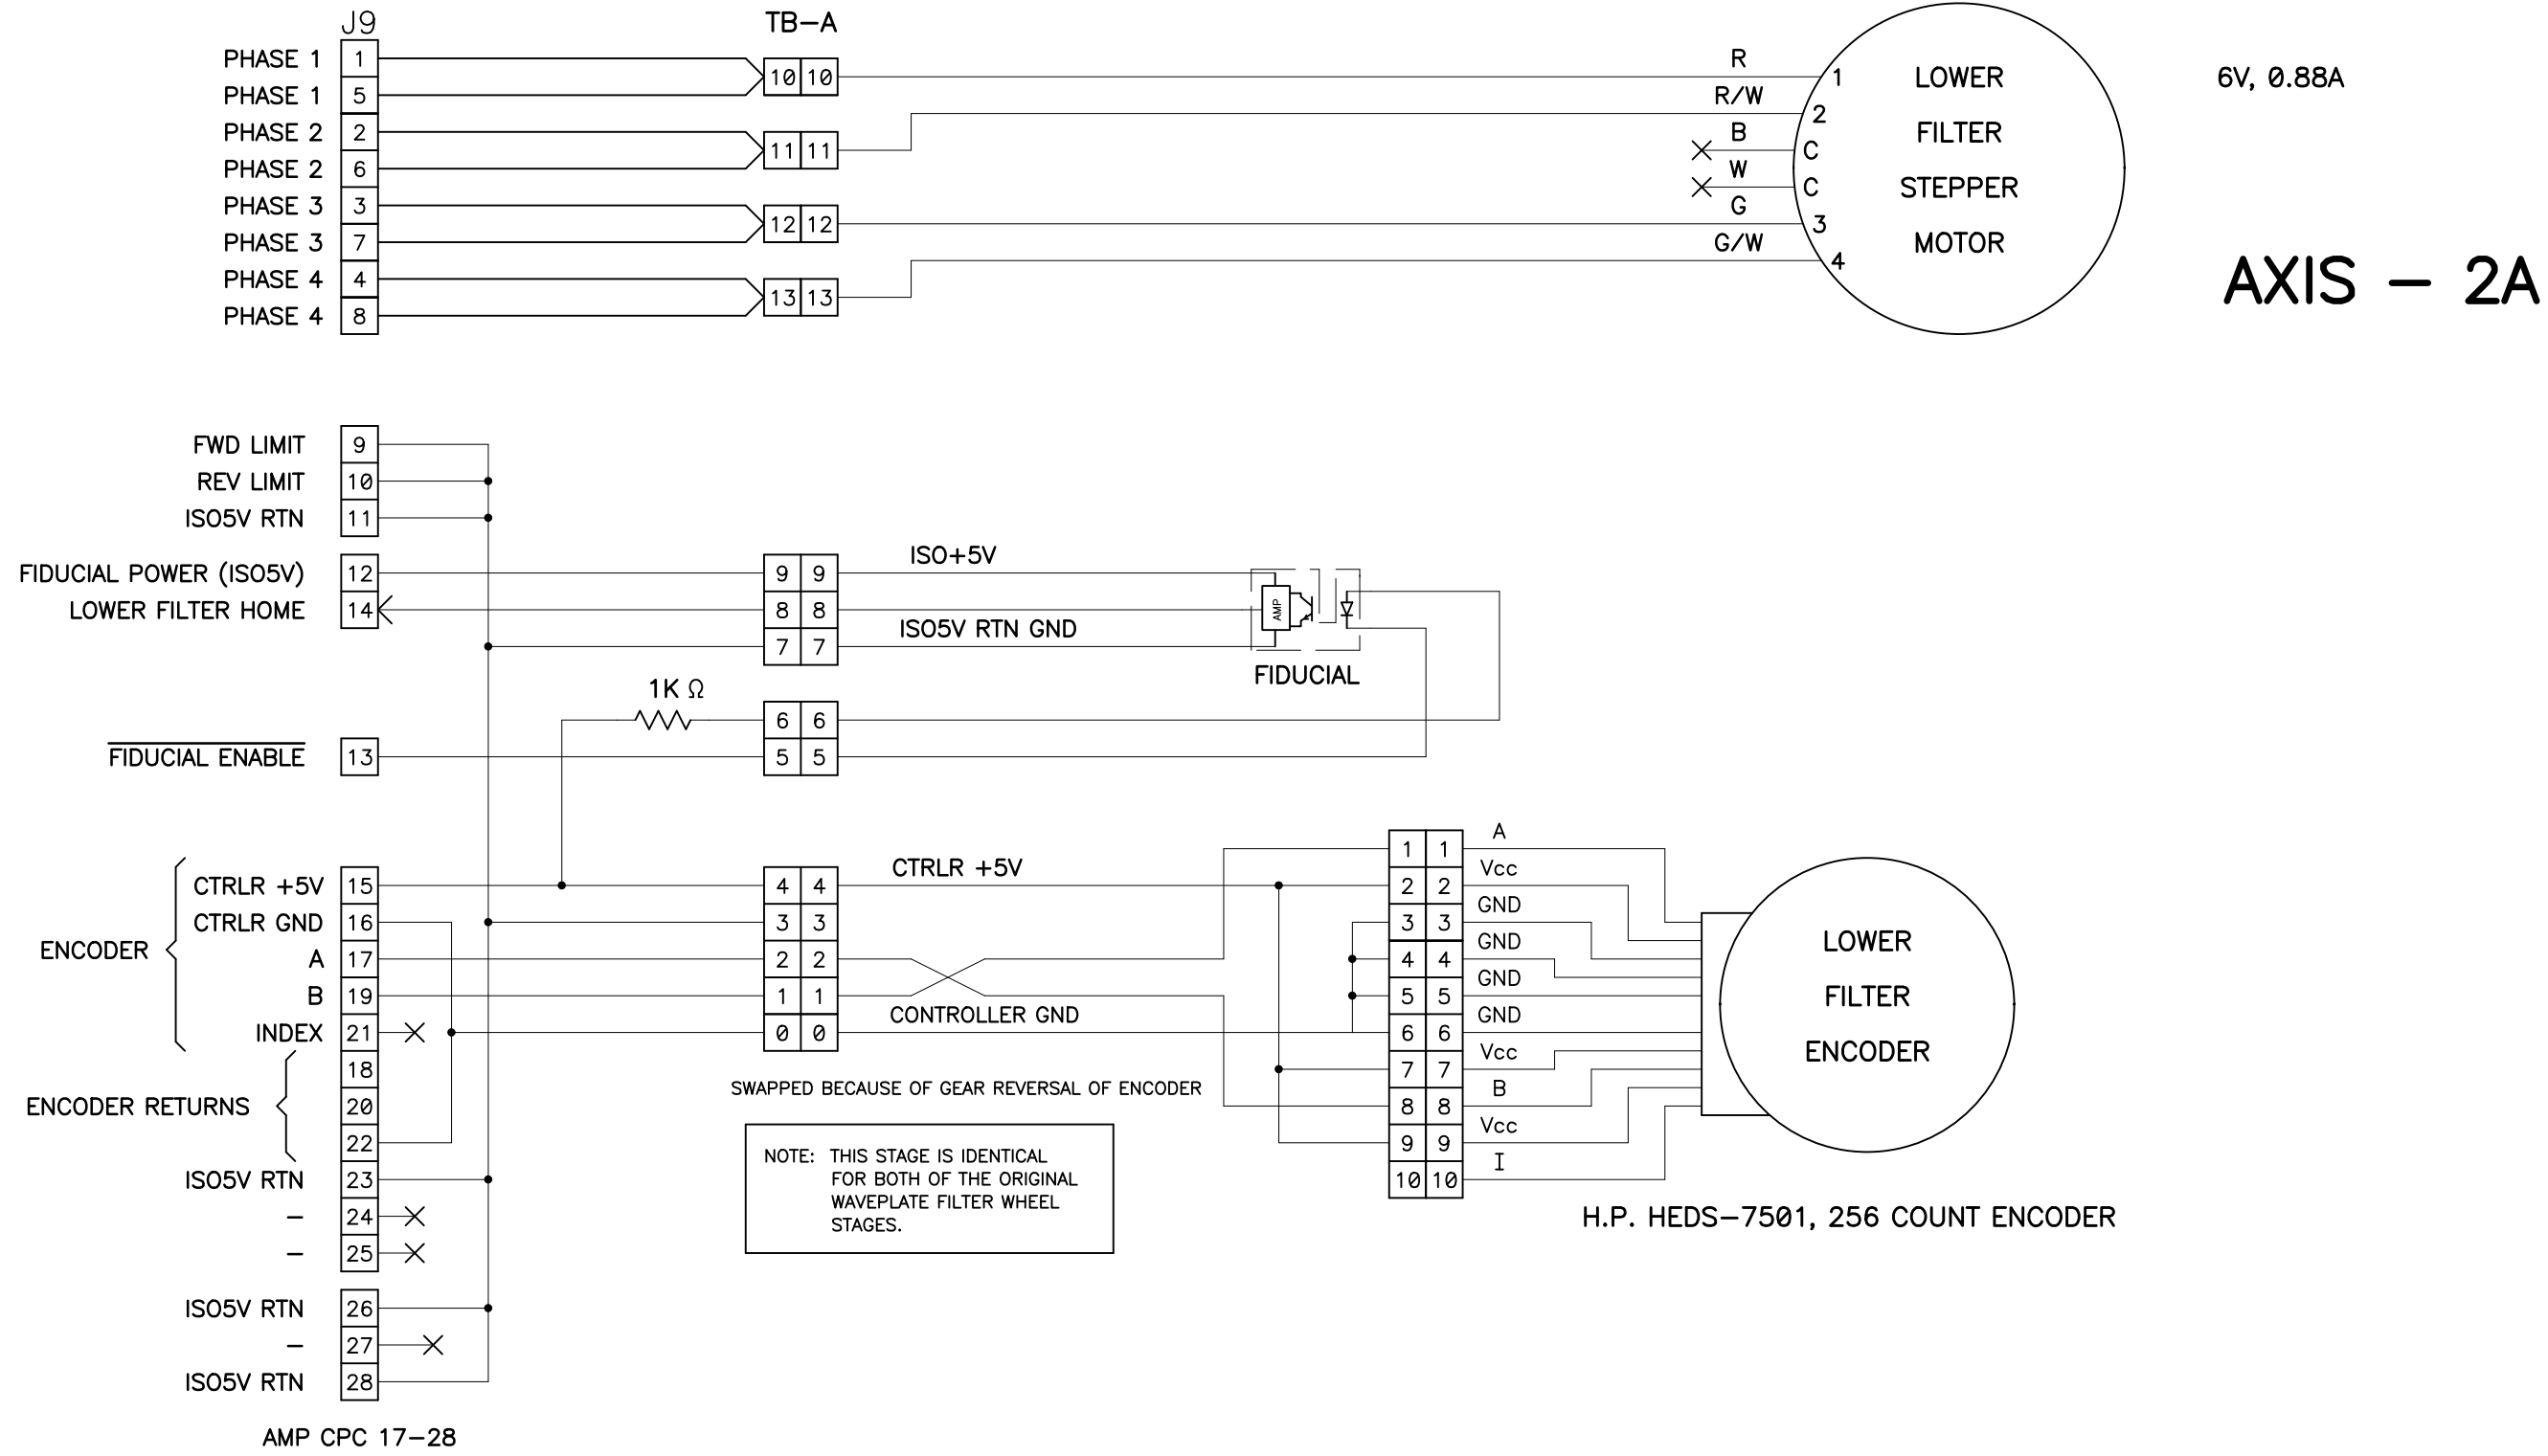 J9
TB-A
PHASE 1 1
PHASE 1 5
PHASE 2 2
PHASE 2 6
PHASE 3 3
PHASE 3 7
PHASE 4 4
PHASE 4 8
10 10
11 11
12 12
13 13
R
R/W
B
W
G
G/W
1
2
C
C
3
4
LOWER
FILTER
STEPPER
MOTOR
6V, 0.88A
AXIS - 2A
FWD LIMIT 9
REV LIMIT 10
ISO5V RTN 11
FIDUCIAL POWER (ISO5V) 12
LOWER FILTER HOME 14
9 9
8 8
7 7
ISO+5V
ISO5V RTN GND
AMP
FIDUCIAL
1K Ω
6 6
5 5
FIDUCIAL ENABLE 13
ENCODER
CTRLR +5V 15
CTRLR GND 16
A 17
B 19
INDEX 21
ENCODER RETURNS
18
20
22
ISO5V RTN 23
- 24
- 25
ISO5V RTN 26
- 27
ISO5V RTN 28
AMP CPC 17-28
4 4
3 3
2 2
1 1
0 0
CTRLR +5V
CONTROLLER GND
SWAPPED BECAUSE OF GEAR REVERSAL OF ENCODER
NOTE: THIS STAGE IS IDENTICAL
FOR BOTH OF THE ORIGINAL
WAVEPLATE FILTER WHEEL
STAGES.
1 1 A
2 2 Vcc
3 3 GND
4 4 GND
5 5 GND
6 6 GND
7 7 Vcc
8 8 B
9 9 Vcc
10 10 I
LOWER
FILTER
ENCODER
H.P. HEDS-7501, 256 COUNT ENCODER